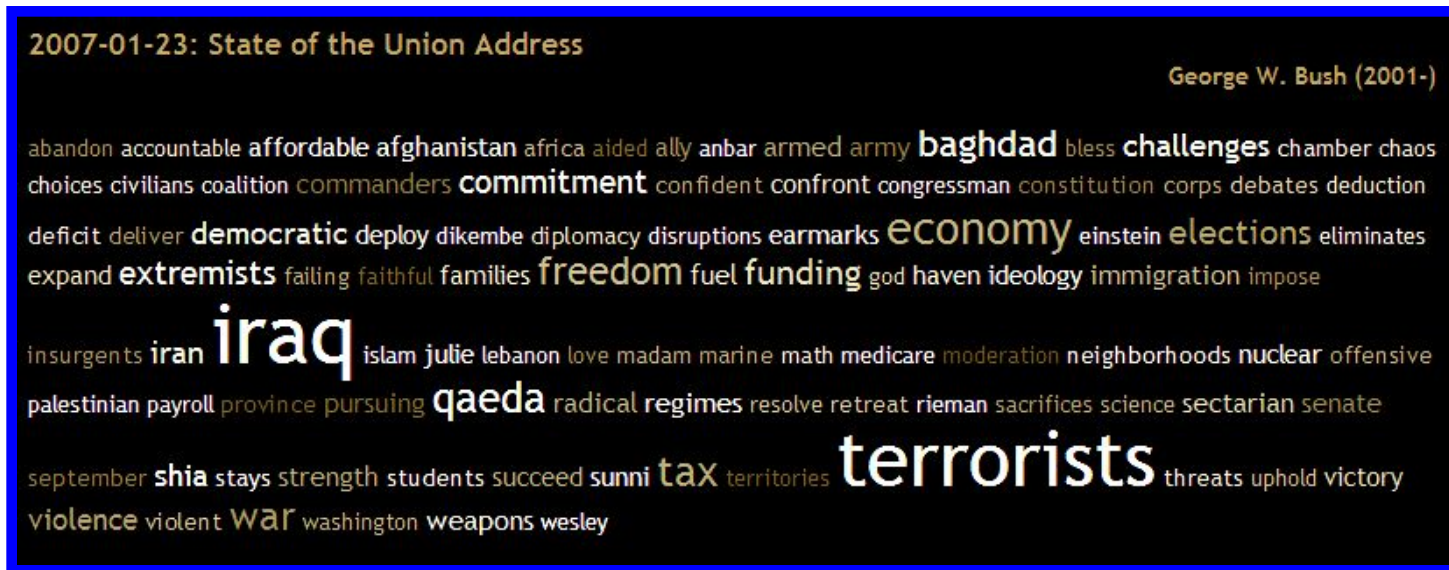 2007-01-23: State of the Union Address
George W. Bush (2001-)
abandon accountable affordable afghanistan africa aided ally anbar armed army baghdad bless challenges chamber chaos
choices civilians coalition commanders commitment confident confront congressman constitution corps debates deduction
deficit deliver democratic deploy dikembe diplomacy disruptions earmarks economy einstein elections eliminates
expand extremists failing faithful families freedom fuel funding god haven ideology immigration impose
insurgents iran iraq islam julie lebanon love madam marine math medicare moderation neighborhoods nuclear offensive
palestinian payroll province pursuing qaeda radical regimes resolve retreat rieman sacrifices science sectarian senate
september shia stays strength students succeed sunni tax territories terrorists threats uphold victory
violence violent war washington weapons wesley